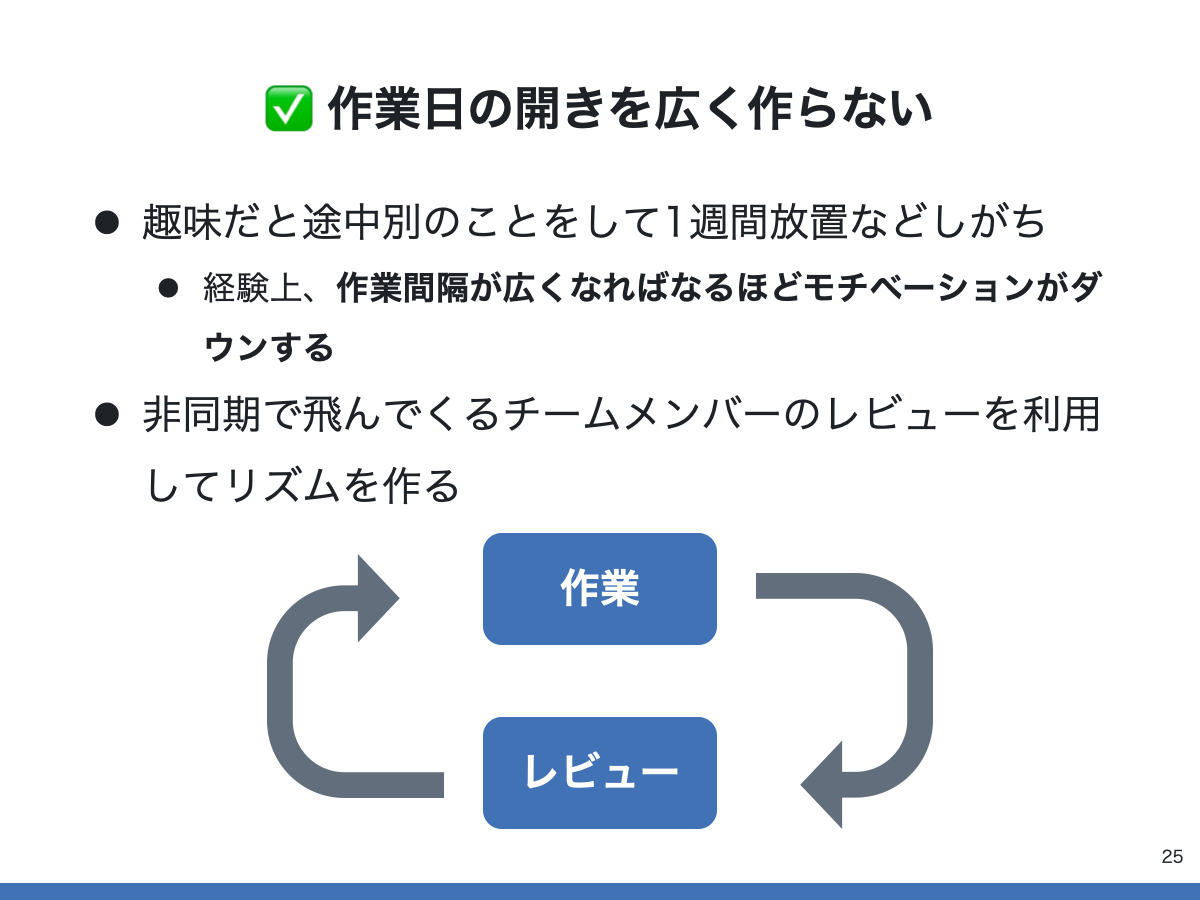 ✅ 作業日の開きを広く作らない
● 趣味だと途中別のことをして1週間放置などしがち
● 経験上、作業間隔が広くなればなるほどモチベーションがダ
ウンする
● 非同期で飛んでくるチームメンバーのレビューを利用
してリズムを作る
作業
レビュー
25